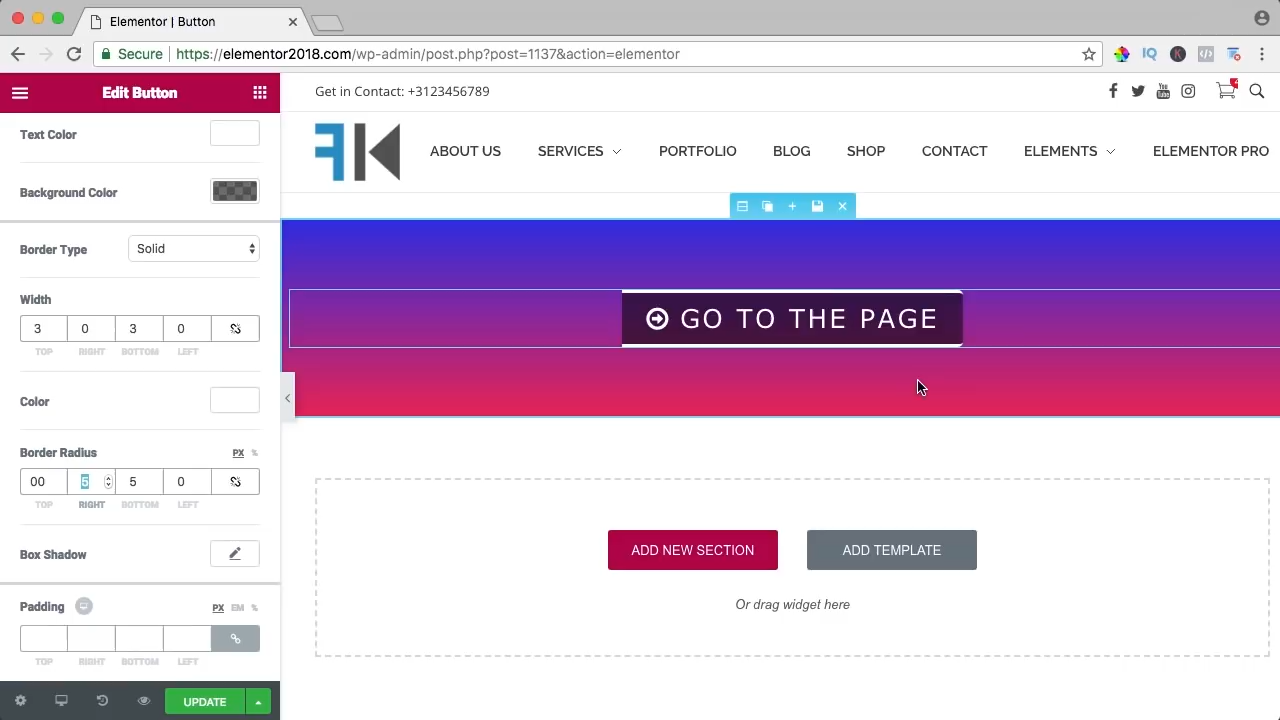 Elementor | Button
Secure | https://elementor2018.com/wp-admin/post.php?post=1137&action=elementor
Edit Button
Get in Contact: +3123456789
FK
ABOUT US SERVICES PORTFOLIO BLOG SHOP CONTACT ELEMENTS ELEMENTOR PRO
Text Color
Background Color
Border Type Solid
Width
3 0 3 0
TOP RIGHT BOTTOM LEFT
Color
Border Radius PX %
00 5 5 0
TOP RIGHT BOTTOM LEFT
Box Shadow
Padding PX EM %
TOP RIGHT BOTTOM LEFT
UPDATE
GO TO THE PAGE
ADD NEW SECTION ADD TEMPLATE
Or drag widget here